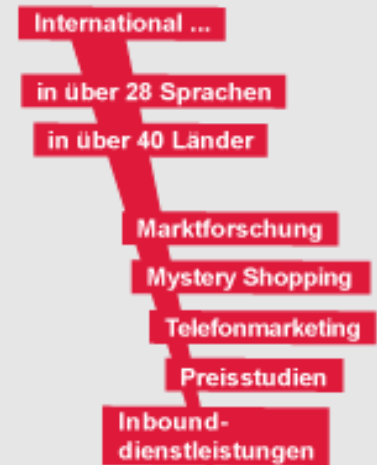 International ...
in über 28 Sprachen
in über 40 Länder
Marktforschung
Mystery Shopping
Telefonmarketing
Preisstudien
Inbound-
dienstleistungen